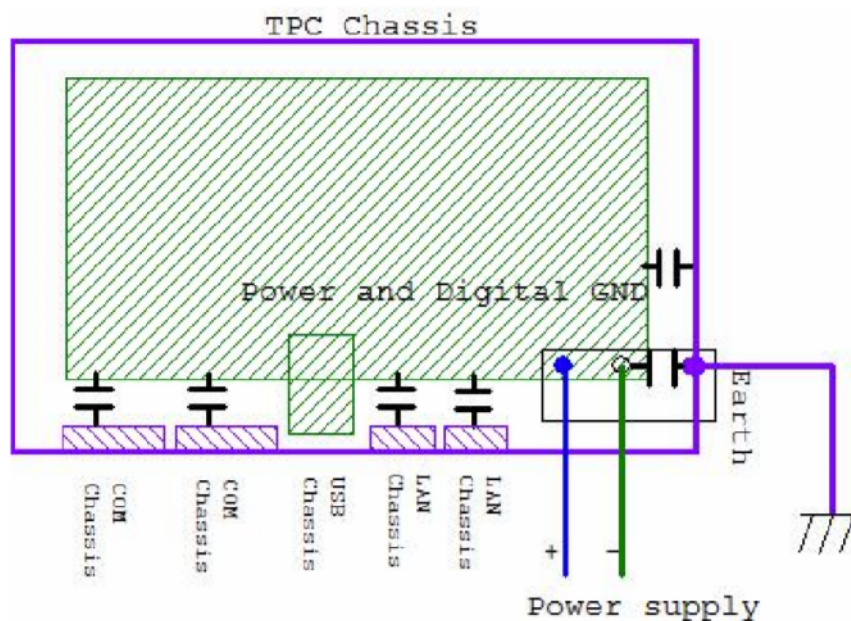 TPC Chassis
Power and Digital GND
Earth
COM
Chassis
COM
Chassis
USB
Chassis
LAN
Chassis
LAN
Chassis
+
-
Power supply